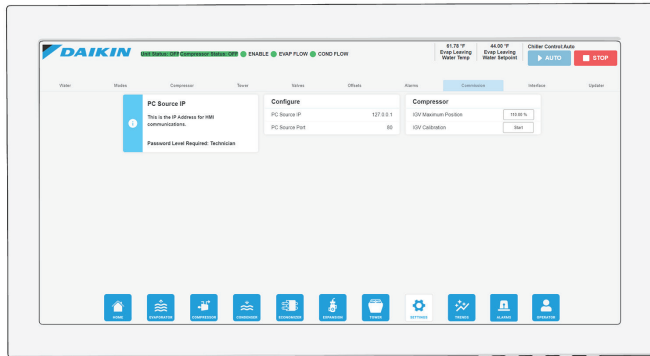 DAIKIN
Unit Status: OFF Compressor Status: OFF ENABLE EVAP FLOW COND FLOW
61.78 °F
Evap Leaving
Water Temp
44.00 °F
Evap Leaving
Water Setpoint
Chiller Control:Auto
AUTO
STOP
Water Modes Compressor Tower Valves Offsets Alarms Commission Interface Updater
PC Source IP
This is the IP Address for HMI
communications.
Password Level Required: Technician
Configure
PC Source IP 127.0.0.1
PC Source Port 80
Compressor
IGV Maximum Position 110.00 %
IGV Calibration Start
HOME EVAPORATOR COMPRESSOR CONDENSER ECONOMIZER EXPANSION TOWER SETTINGS TRENDS ALARMS OPERATOR